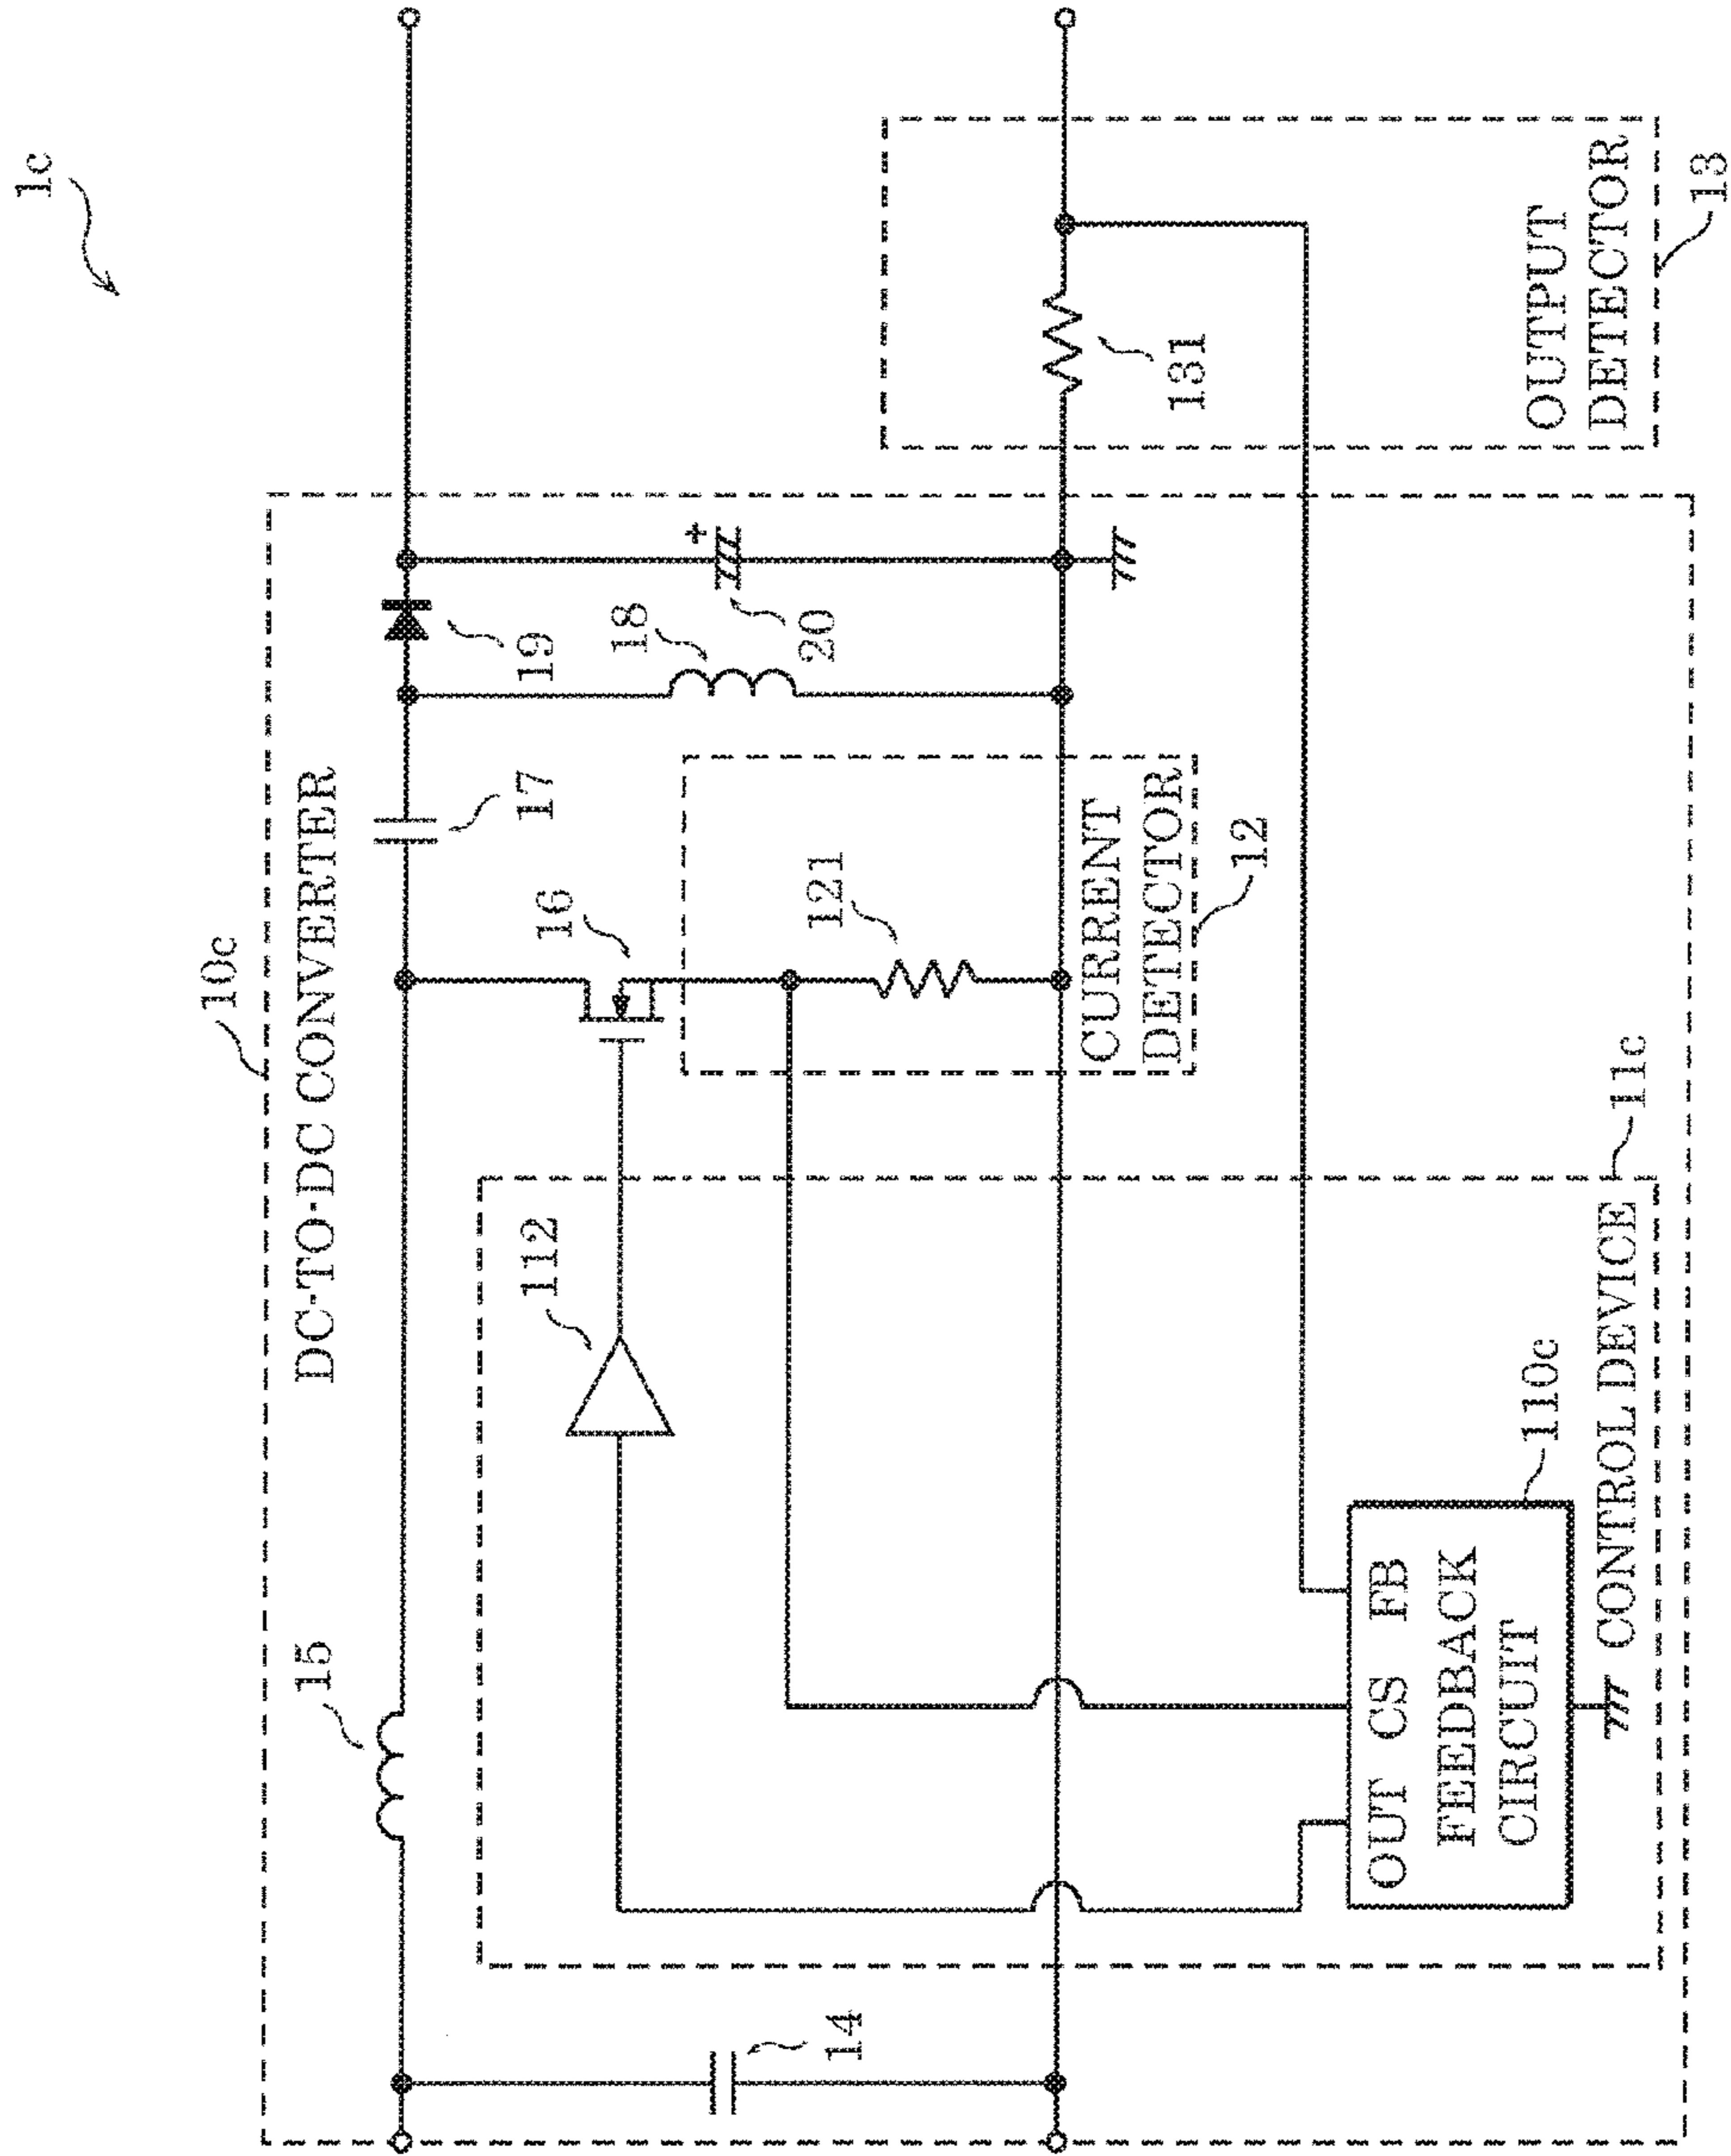 1c
10c
DC-TO-DC CONVERTER
15
17
19
16
18
112
20
14
121
131
CURRENT
DETECTOR
12
OUT CS FB
FEEDBACK
CIRCUIT
110c
CONTROL DEVICE
11c
OUTPUT
DETECTOR
13
+